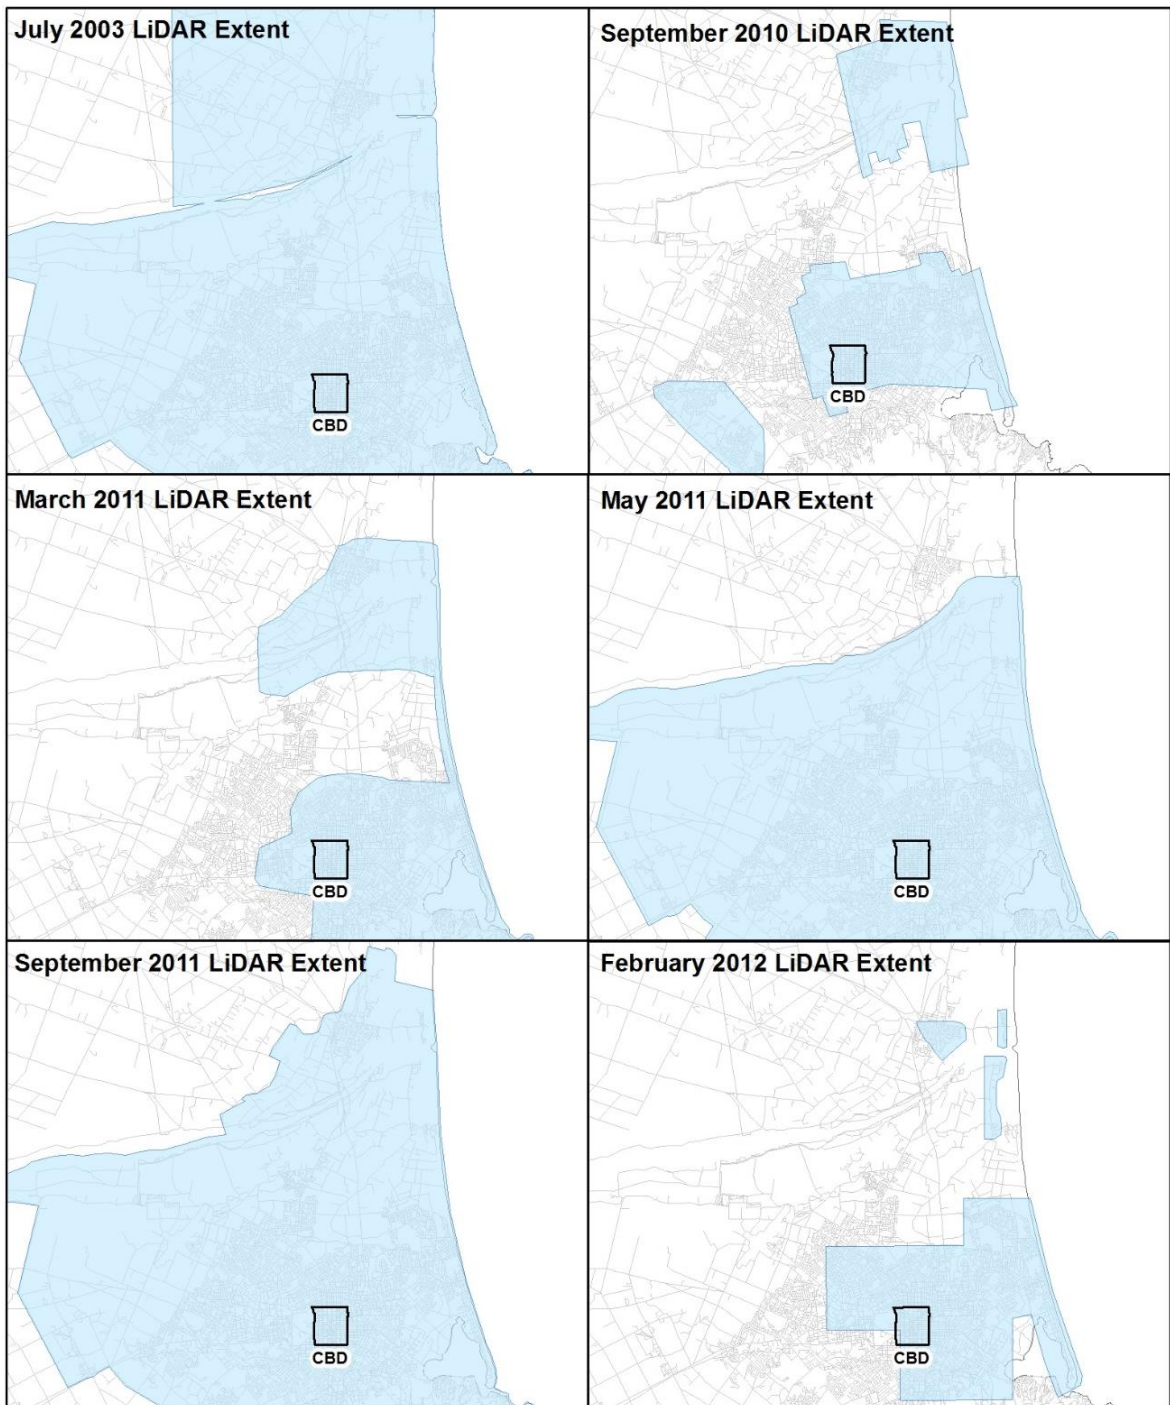 July 2003 LiDAR Extent
CBD
September 2010 LiDAR Extent
CBD
March 2011 LiDAR Extent
CBD
May 2011 LiDAR Extent
CBD
September 2011 LiDAR Extent
CBD
February 2012 LiDAR Extent
CBD